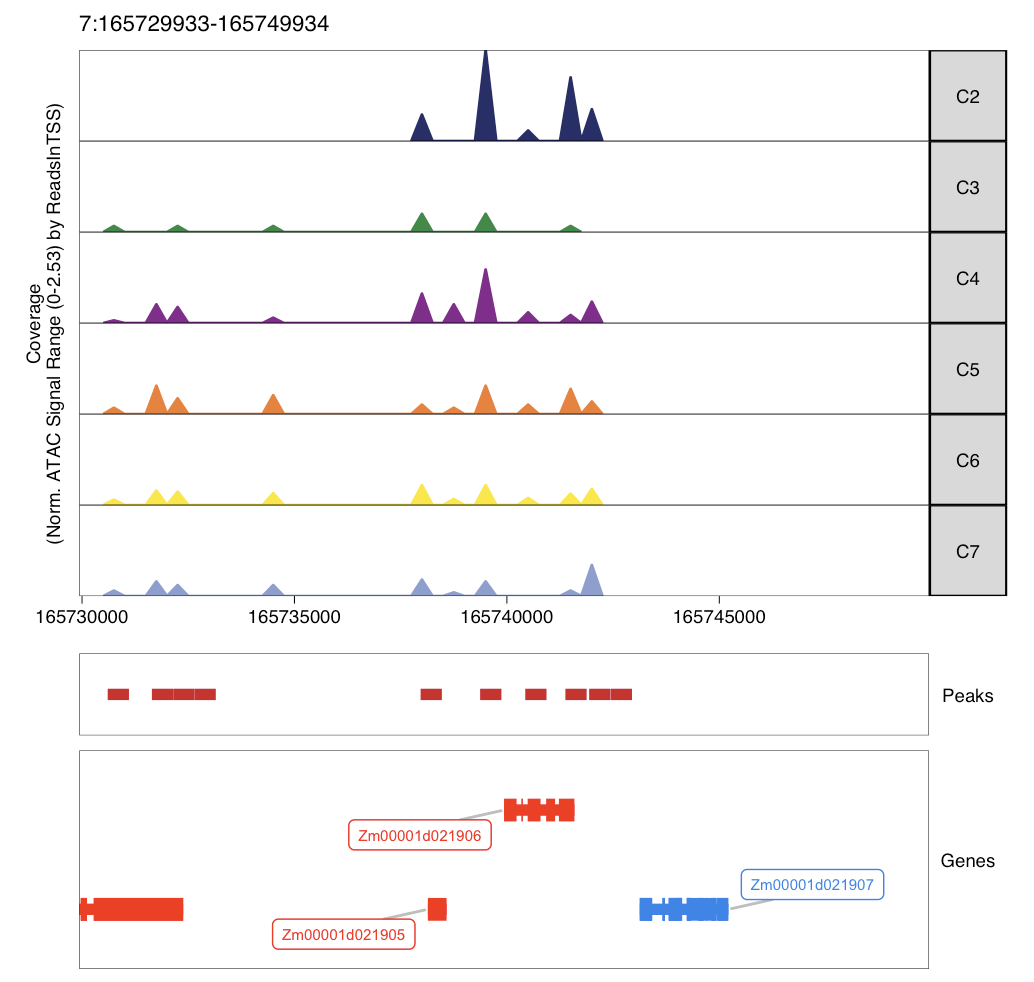 7:165729933-165749934
Coverage
(Norm. ATAC Signal Range (0-2.53) by ReadsInTSS)
C2
C3
C4
C5
C6
C7
165730000 165735000 165740000 165745000
Peaks
Zm00001d021906
Genes
Zm00001d021907
Zm00001d021905